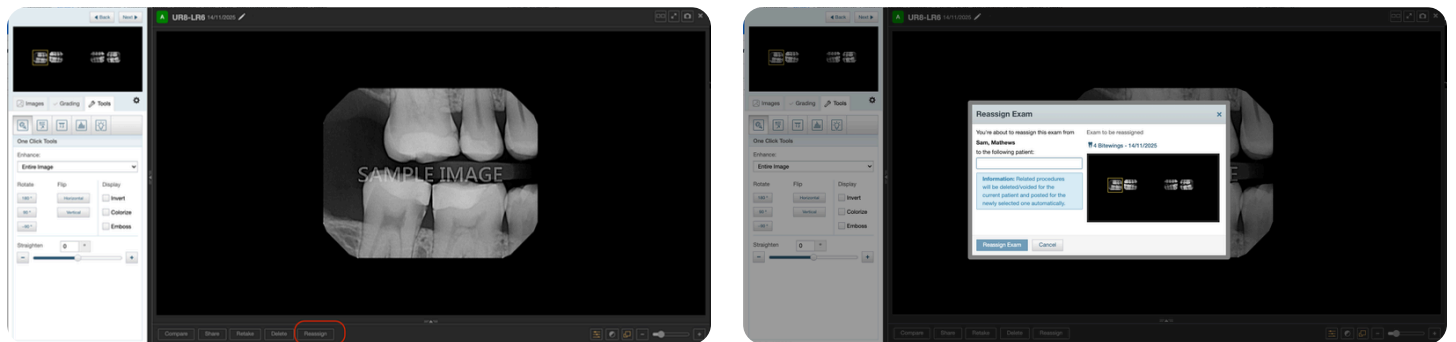 Back Next
A UR8-LR6 14/11/2025
Images Grading Tools
One Click Tools
Enhance:
Entire Image
Rotate Flip Display
180° Horizontal Invert
90° Vertical Colorize
-90° Emboss
Straighten 0 °
SAMPLE IMAGE
Compare Share Retake Delete Reassign
Back Next
A UR8-LR6 14/11/2025
Images Grading Tools
One Click Tools
Enhance:
Entire Image
Rotate Flip Display
180° Horizontal Invert
90° Vertical Colorize
-90° Emboss
Straighten 0 °
Reassign Exam
You're about to reassign this exam from
Sam, Mathews
to the following patient:
Information: Related procedures
will be deleted/voided for the
current patient and posted for the
newly selected one automatically.
Exam to be reassigned
4 Bitewings - 14/11/2025
Reassign Exam Cancel
E
Compare Share Retake Delete Reassign